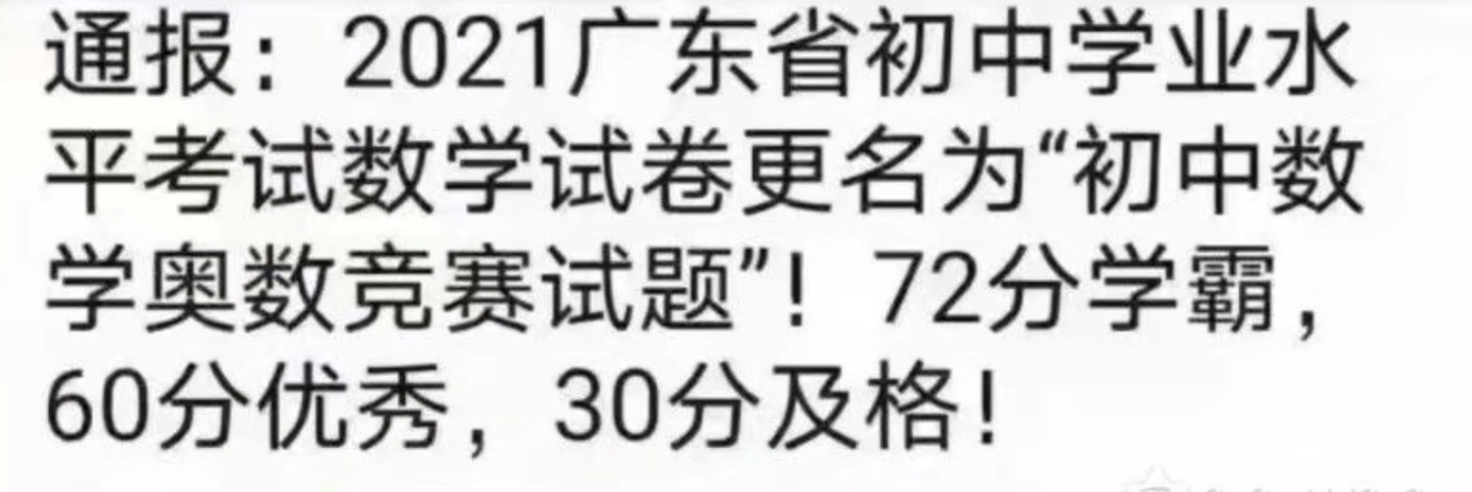 通报：2021广东省初中学业水
平考试数学试卷更名为“初中数
学奥数竞赛试题”！72分学霸，
60分优秀，30分及格！